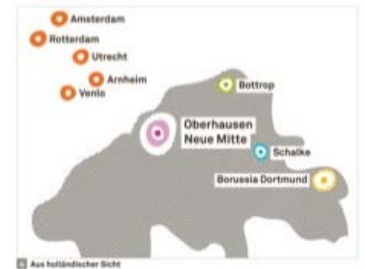 Amsterdam
Rotterdam
Utrecht
Arnheim
Venlo
Bottrop
Oberhausen
Neue Mitte
Schalke
Borussia Dortmund
Aus holländischer Sicht